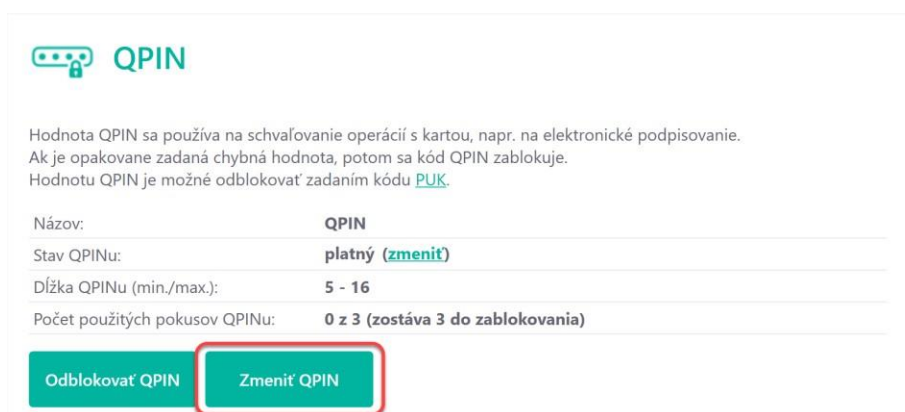 QPIN
Hodnota QPIN sa používa na schvaľovanie operácií s kartou, napr. na elektronické podpisovanie.
Ak je opakovane zadaná chybná hodnota, potom sa kód QPIN zablokuje.
Hodnotu QPIN je možné odblokovať zadaním kódu PUK.
Názov: QPIN
Stav QPINu: platný (zmeniť)
Dĺžka QPINu (min./max.): 5 - 16
Počet použitých pokusov QPINu: 0 z 3 (zostáva 3 do zablokovania)
Odblokovať QPIN Zmeniť QPIN